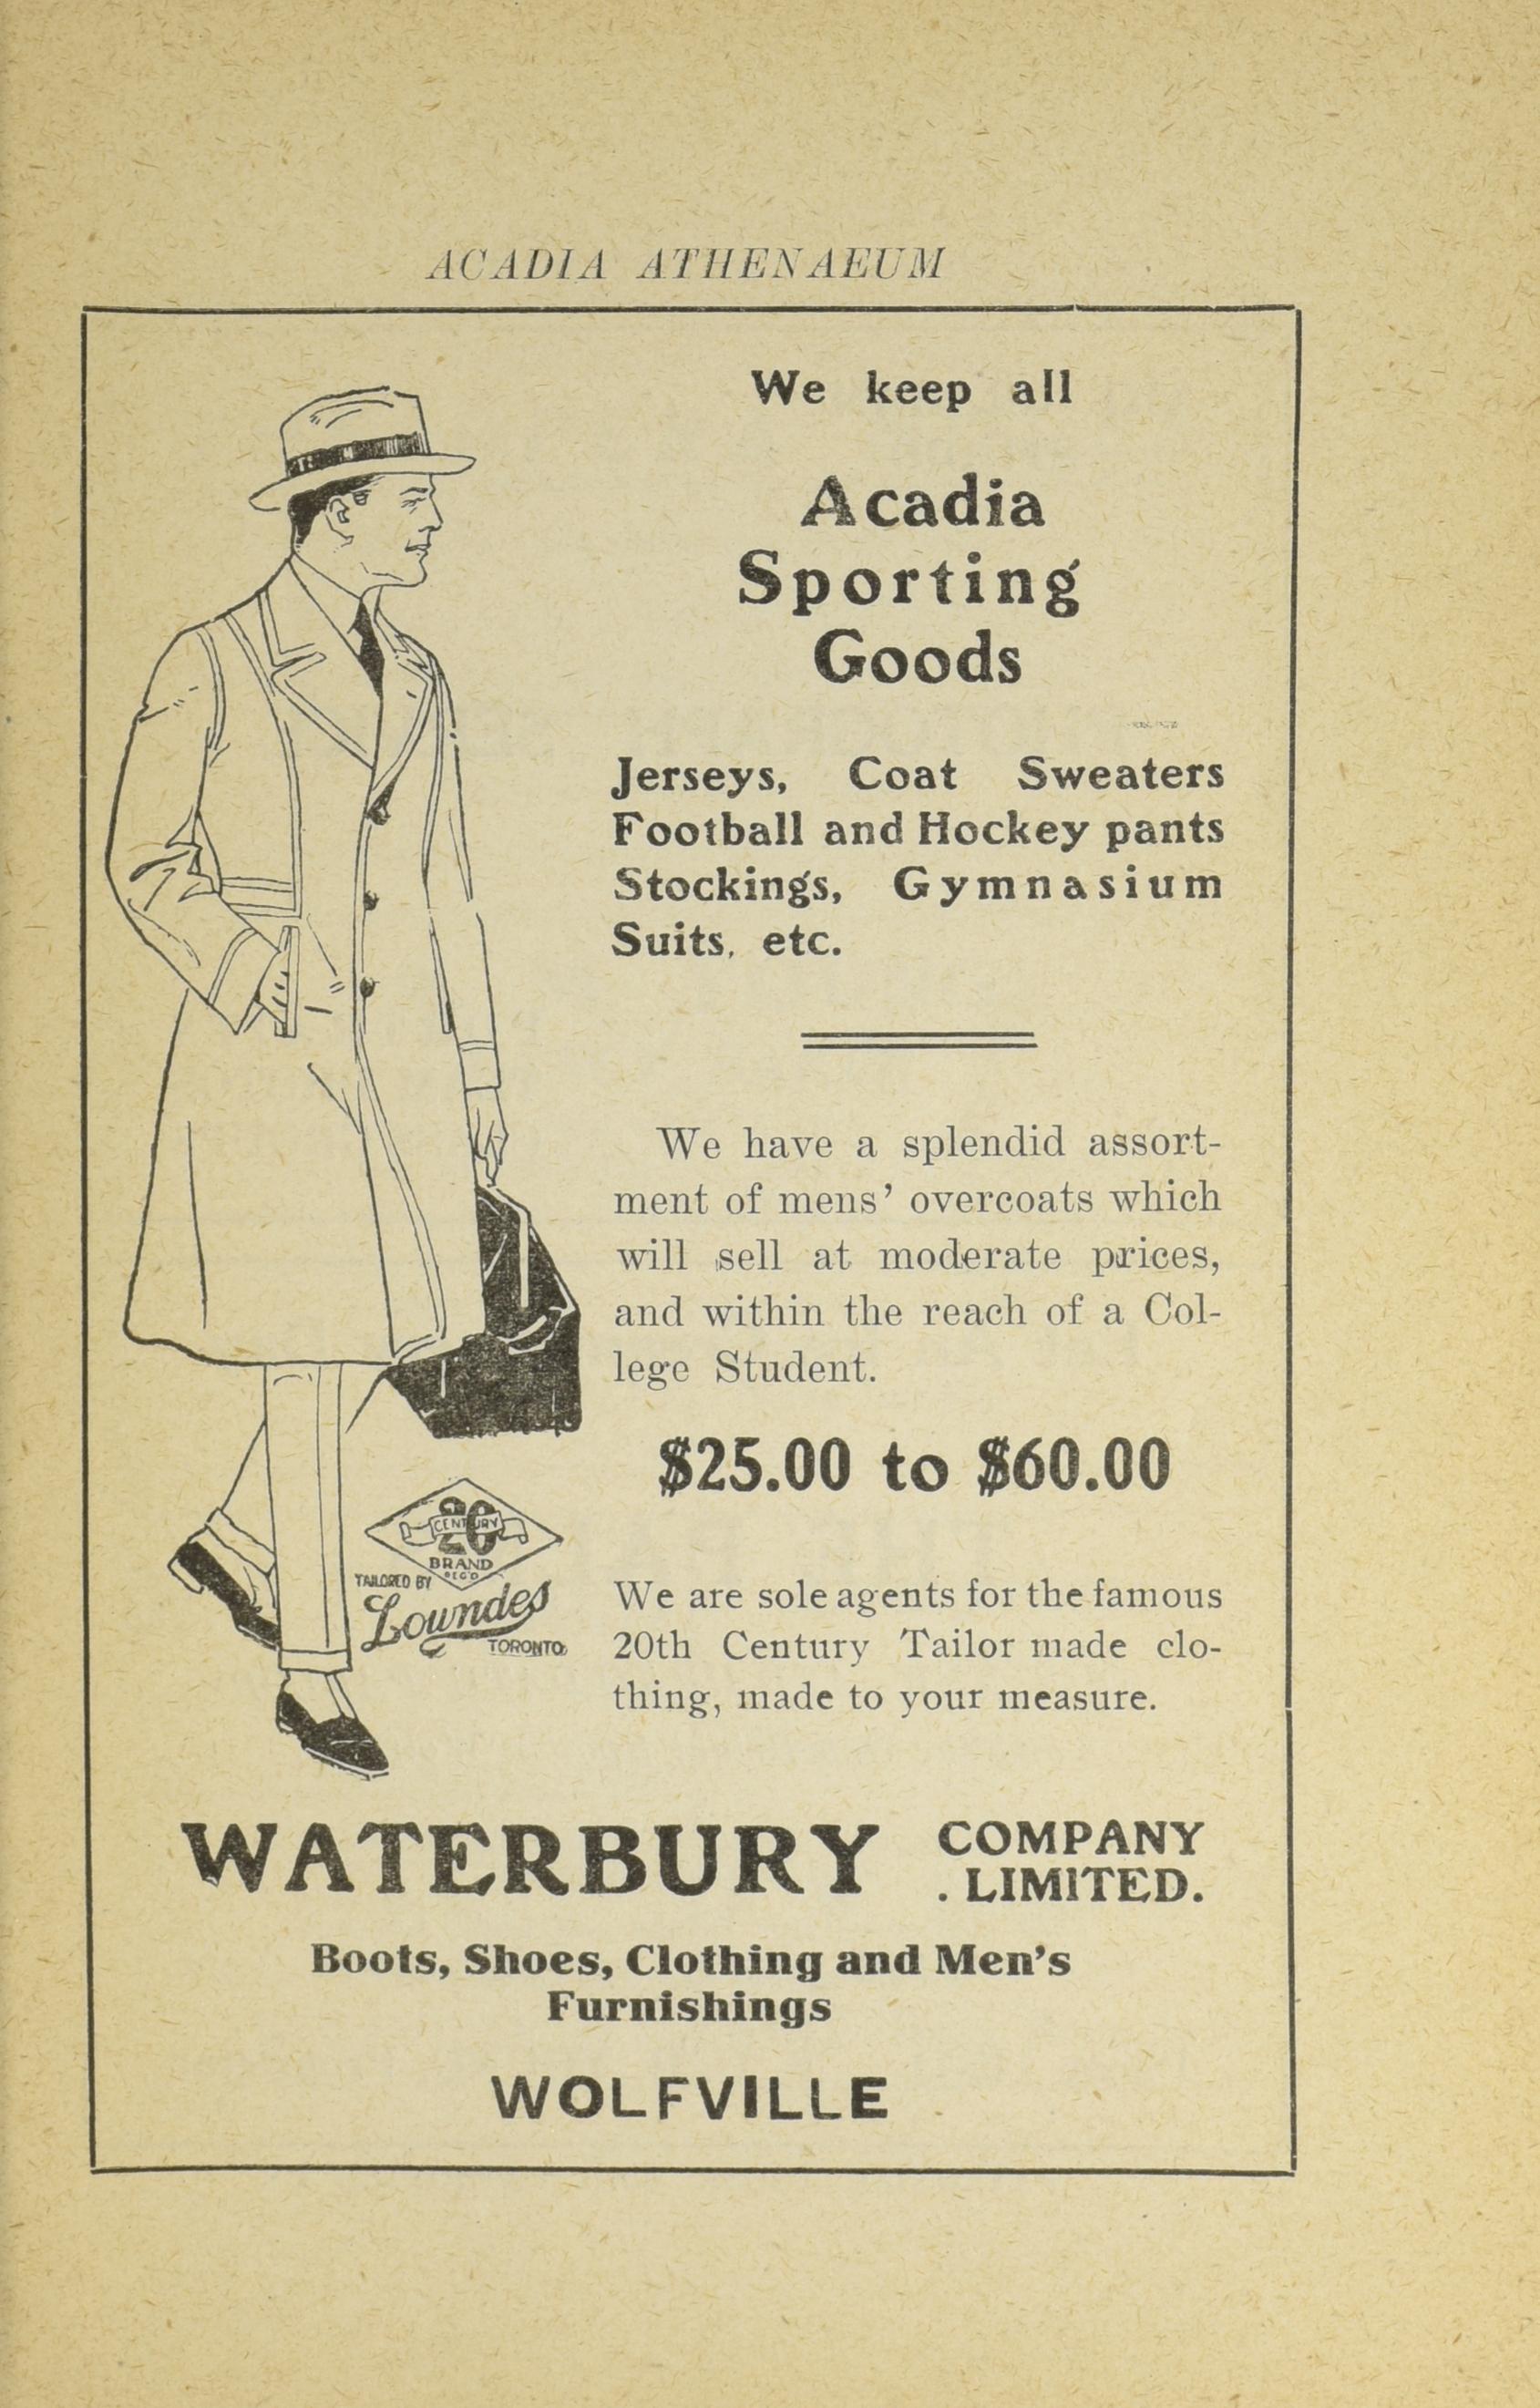 ACADIA ATHENAEUM
We keep all
Acadia
Sporting
Goods
Jerseys, Coat Sweaters
Football and Hockey pants
Stockings, Gymnasium
Suits, etc.
We have a splendid assort-
ment of mens' overcoats which
will sell at moderate prices,
and within the reach of a Col-
lege Student.
$25.00 to $60.00
20
CENTURY
BRAND
REG'D
TAILORED BY
Lowndes
TORONTO
We are sole agents for the famous
20th Century Tailor made clo-
thing, made to your measure.
WATERBURY COMPANY
. LIMITED.
Boots, Shoes, Clothing and Men's
Furnishings
WOLFVILLE